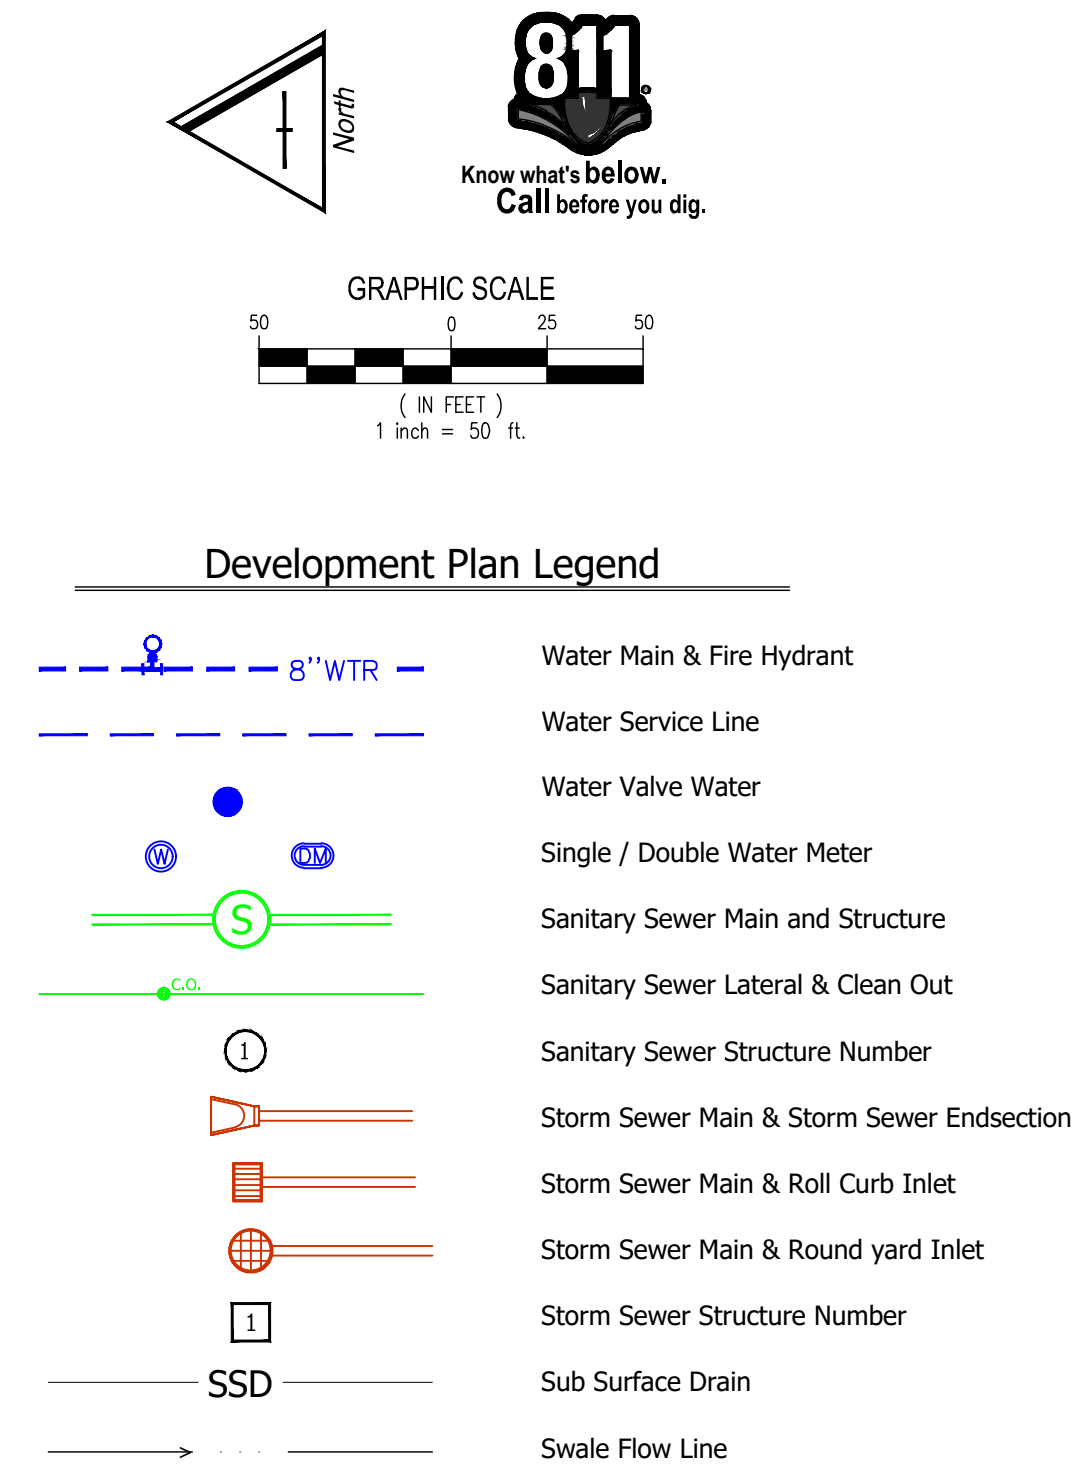 North
811®
Know what's below.
Call before you dig.
GRAPHIC SCALE
50 0 25 50
( IN FEET )
1 inch = 50 ft.
Development Plan Legend
8''WTR Water Main & Fire Hydrant
Water Service Line
Water Valve Water
W DM Single / Double Water Meter
S Sanitary Sewer Main and Structure
C.O. Sanitary Sewer Lateral & Clean Out
1 Sanitary Sewer Structure Number
Storm Sewer Main & Storm Sewer Endsection
Storm Sewer Main & Roll Curb Inlet
Storm Sewer Main & Round yard Inlet
1 Storm Sewer Structure Number
SSD Sub Surface Drain
Swale Flow Line